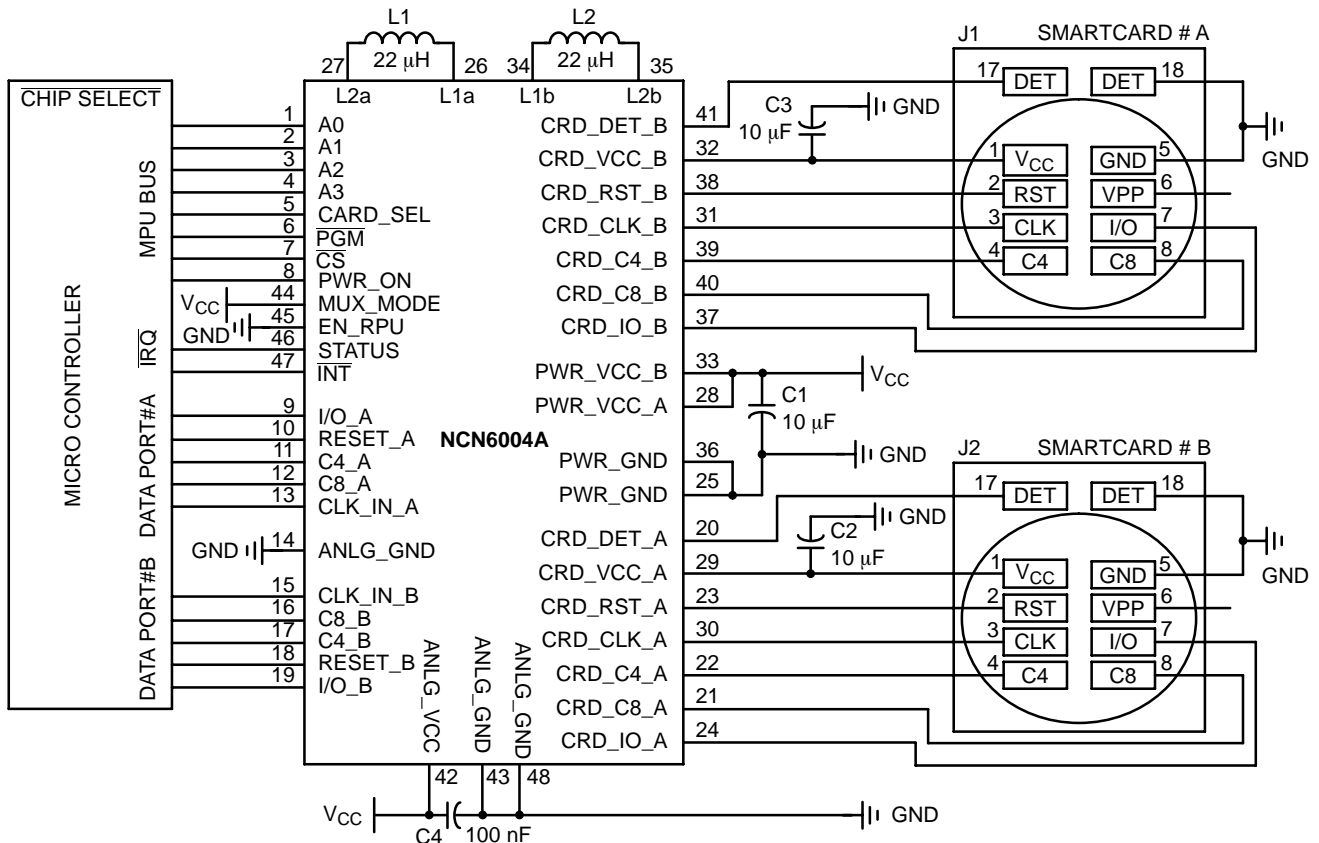 L1
22 μH
27
26
L2a
L1a
L2
22 μH
34
35
L1b
L2b
CHIP SELECT
MICRO CONTROLLER
MPU BUS
IRQ
DATA PORT#A
DATA PORT#B
1 A0
2 A1
3 A2
4 A3
5 CARD_SEL
6 PGM
7 CS
8 PWR_ON
VCC 44 MUX_MODE
GND 45 EN_RPU
46 STATUS
47 INT
9 I/O_A
10 RESET_A
11 C4_A
12 C8_A
13 CLK_IN_A
GND 14 ANLG_GND
15 CLK_IN_B
16 C8_B
17 C4_B
18 RESET_B
19 I/O_B
NCN6004A
ANLG_VCC
ANLG_GND
ANLG_GND
42
43
48
VCC
C4
100 nF
GND
CRD_DET_B 41
CRD_VCC_B 32
CRD_RST_B 38
CRD_CLK_B 31
CRD_C4_B 39
CRD_C8_B 40
CRD_IO_B 37
PWR_VCC_B 33
PWR_VCC_A 28
PWR_GND 36
PWR_GND 25
CRD_DET_A 20
CRD_VCC_A 29
CRD_RST_A 23
CRD_CLK_A 30
CRD_C4_A 22
CRD_C8_A 21
CRD_IO_A 24
C3
10 μF
GND
VCC
C1
10 μF
GND
C2
10 μF
GND
J1
SMARTCARD # A
17 DET DET 18
1 VCC GND 5
2 RST VPP 6
3 CLK I/O 7
4 C4 C8 8
GND
J2
SMARTCARD # B
17 DET DET 18
1 VCC GND 5
2 RST VPP 6
3 CLK I/O 7
4 C4 C8 8
GND